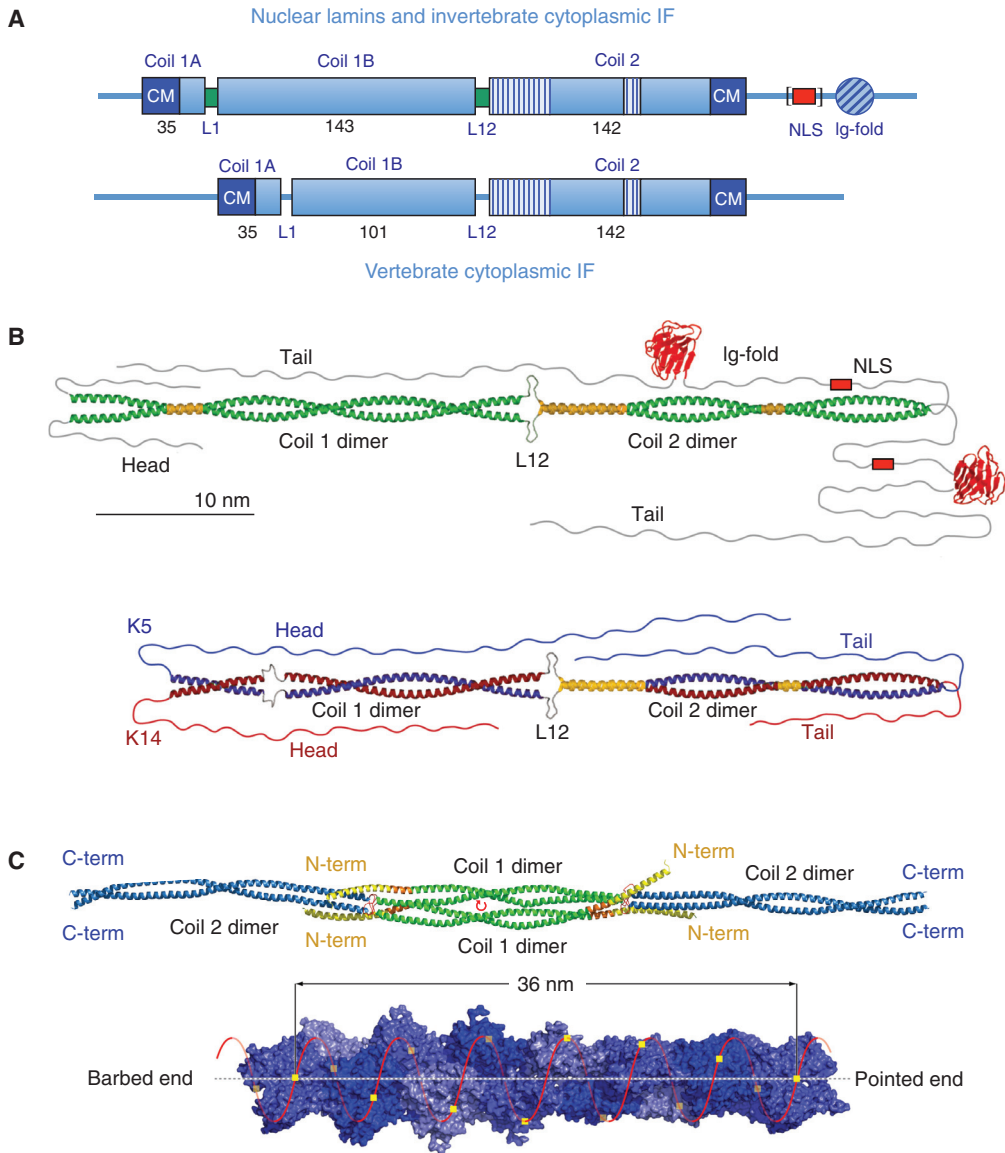 A
Nuclear lamins and invertebrate cytoplasmic IF
Coil 1A Coil 1B Coil 2
CM CM
35 L1 143 L12 142 NLS Ig-fold
Coil 1A Coil 1B Coil 2
CM CM
35 L1 101 L12 142
Vertebrate cytoplasmic IF
B
Tail Ig-fold NLS
Coil 1 dimer Coil 2 dimer
Head L12
10 nm Tail
K5 Head Tail
Coil 1 dimer Coil 2 dimer
K14 Head L12 Tail
C
C-term N-term Coil 1 dimer N-term Coil 2 dimer C-term
C-term Coil 2 dimer N-term Coil 1 dimer N-term C-term
36 nm
Barbed end Pointed end